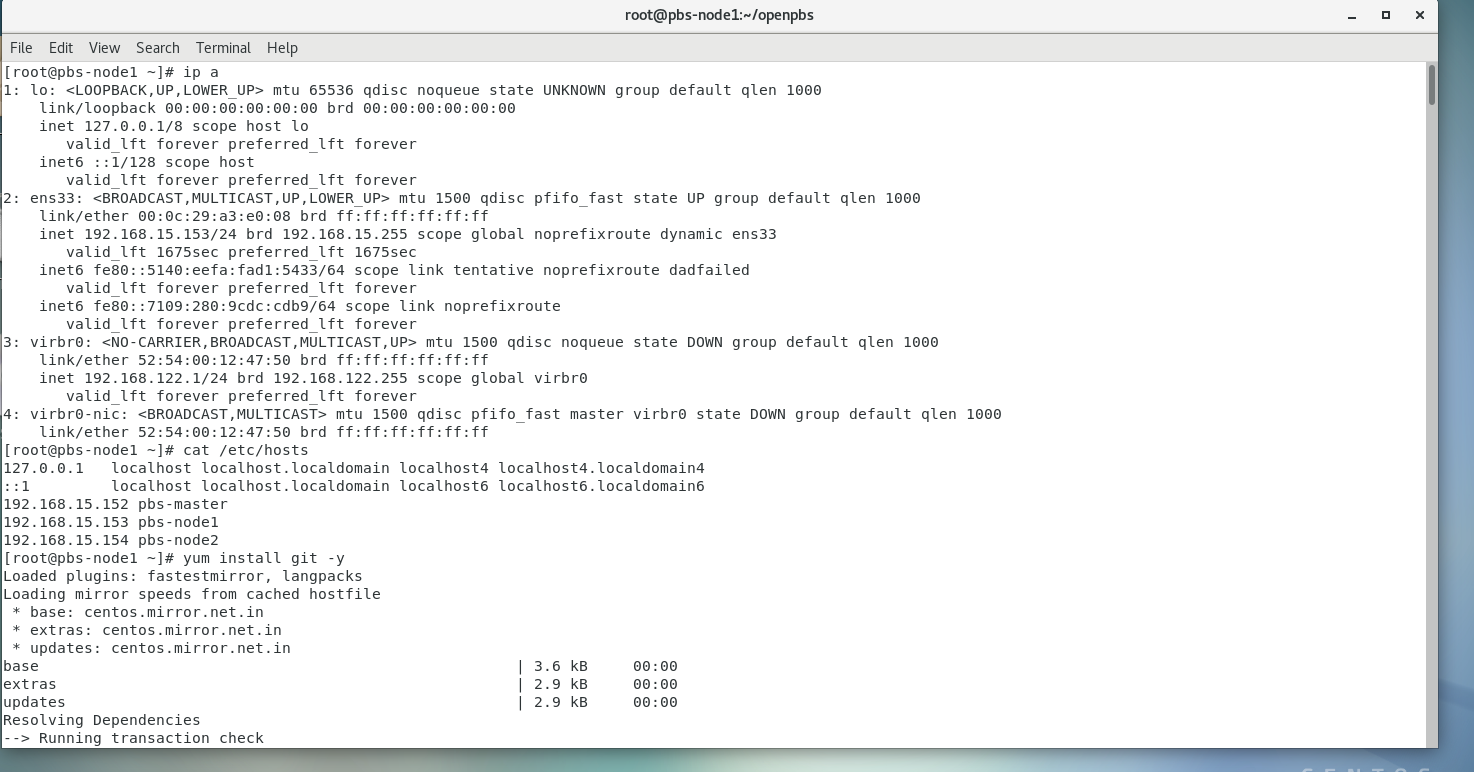 root@pbs-node1:~/openpbs
File Edit View Search Terminal Help
[root@pbs-node1 ~]# ip a
1: lo: <LOOPBACK,UP,LOWER_UP> mtu 65536 qdisc noqueue state UNKNOWN group default qlen 1000
    link/loopback 00:00:00:00:00:00 brd 00:00:00:00:00:00
    inet 127.0.0.1/8 scope host lo
       valid_lft forever preferred_lft forever
    inet6 ::1/128 scope host
       valid_lft forever preferred_lft forever
2: ens33: <BROADCAST,MULTICAST,UP,LOWER_UP> mtu 1500 qdisc pfifo_fast state UP group default qlen 1000
    link/ether 00:0c:29:a3:e0:08 brd ff:ff:ff:ff:ff:ff
    inet 192.168.15.153/24 brd 192.168.15.255 scope global noprefixroute dynamic ens33
       valid_lft 1675sec preferred_lft 1675sec
    inet6 fe80::5140:eefa:fad1:5433/64 scope link tentative noprefixroute dadfailed
       valid_lft forever preferred_lft forever
    inet6 fe80::7109:280:9cdc:cdb9/64 scope link noprefixroute
       valid_lft forever preferred_lft forever
3: virbr0: <NO-CARRIER,BROADCAST,MULTICAST,UP> mtu 1500 qdisc noqueue state DOWN group default qlen 1000
    link/ether 52:54:00:12:47:50 brd ff:ff:ff:ff:ff:ff
    inet 192.168.122.1/24 brd 192.168.122.255 scope global virbr0
       valid_lft forever preferred_lft forever
4: virbr0-nic: <BROADCAST,MULTICAST> mtu 1500 qdisc pfifo_fast master virbr0 state DOWN group default qlen 1000
    link/ether 52:54:00:12:47:50 brd ff:ff:ff:ff:ff:ff
[root@pbs-node1 ~]# cat /etc/hosts
127.0.0.1   localhost localhost.localdomain localhost4 localhost4.localdomain4
::1         localhost localhost.localdomain localhost6 localhost6.localdomain6
192.168.15.152 pbs-master
192.168.15.153 pbs-node1
192.168.15.154 pbs-node2
[root@pbs-node1 ~]# yum install git -y
Loaded plugins: fastestmirror, langpacks
Loading mirror speeds from cached hostfile
 * base: centos.mirror.net.in
 * extras: centos.mirror.net.in
 * updates: centos.mirror.net.in
base                                                     | 3.6 kB     00:00
extras                                                   | 2.9 kB     00:00
updates                                                  | 2.9 kB     00:00
Resolving Dependencies
--> Running transaction check